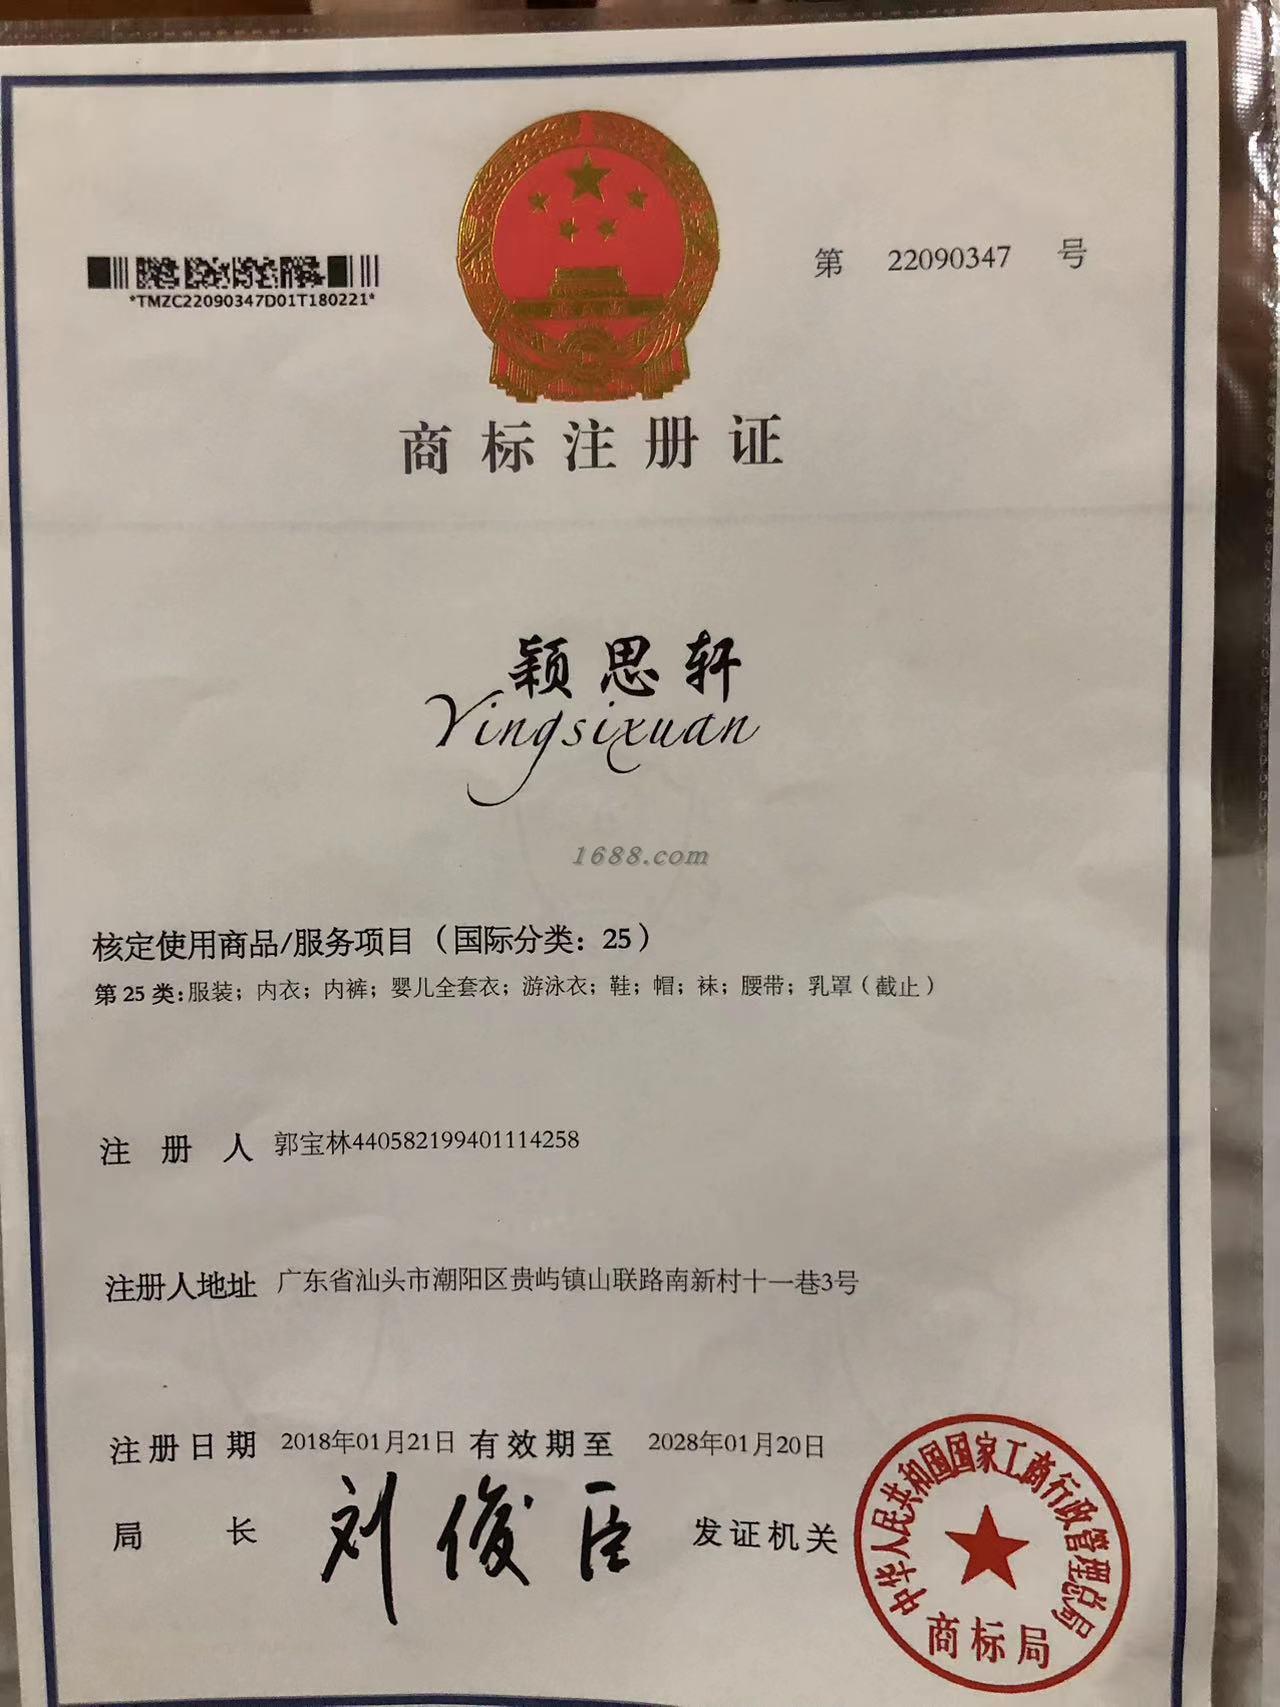 第 22090347 号
*TMZC22090347D01T180221*
商标注册证
颖思轩
Yingsixuan
1688.com
核定使用商品/服务项目（国际分类：25）
第 25 类:服装；内衣；内裤；婴儿全套衣；游泳衣；鞋；帽；袜；腰带；乳罩（截止）
注册人 郭宝林440582199401114258
注册人地址 广东省汕头市潮阳区贵屿镇山联路南新村十一巷3号
注册日期 2018年01月21日 有效期至 2028年01月20日
局长 刘俊臣 发证机关
中华人民共和国国家工商行政管理总局
商标局